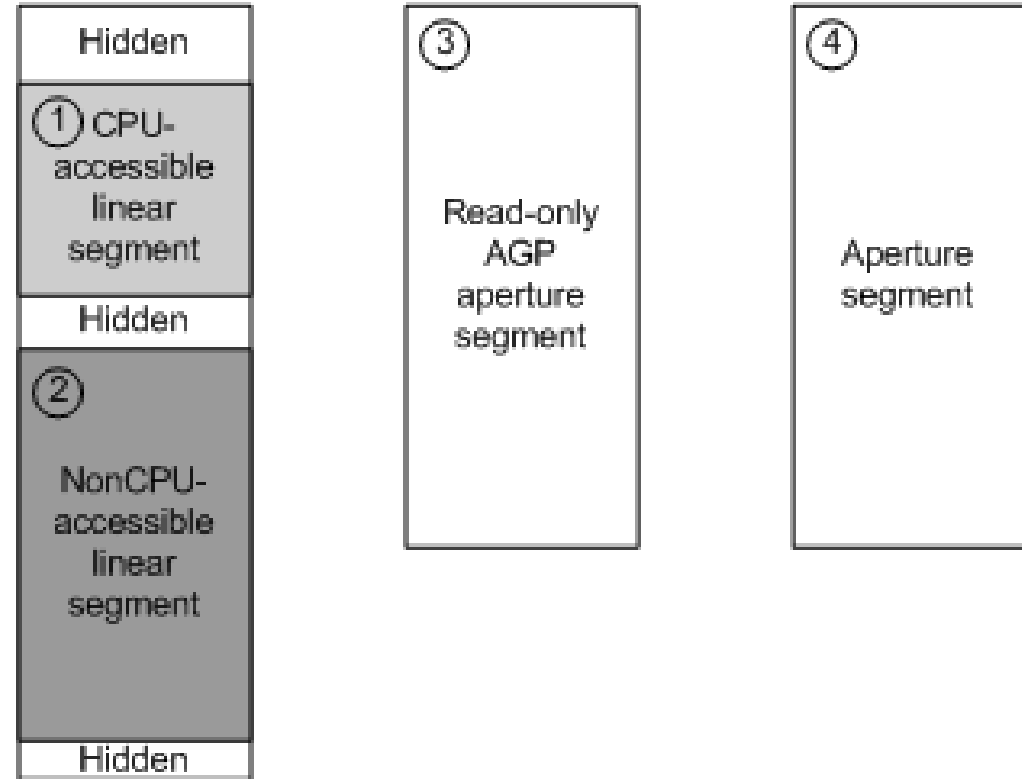 Hidden
1 CPU-
accessible
linear
segment
Hidden
2
NonCPU-
accessible
linear
segment
Hidden
3
Read-only
AGP
aperture
segment
4
Aperture
segment